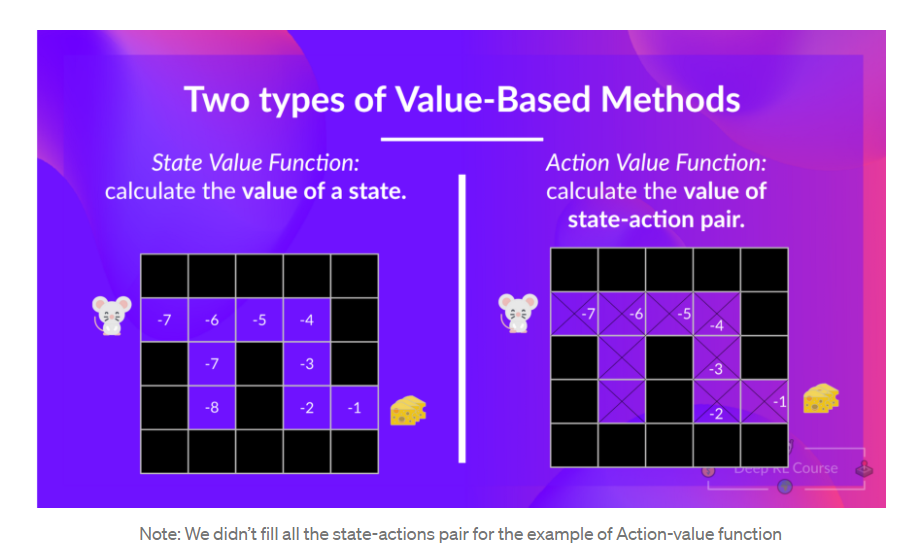 Two types of Value-Based Methods
State Value Function:
calculate the value of a state.
-7 -6 -5 -4
-7 -3
-8 -2 -1
Action Value Function:
calculate the value of
state-action pair.
-7 -6 -5 -4
-3
-2 -1
Deep RL Course
Note: We didn't fill all the state-actions pair for the example of Action-value function